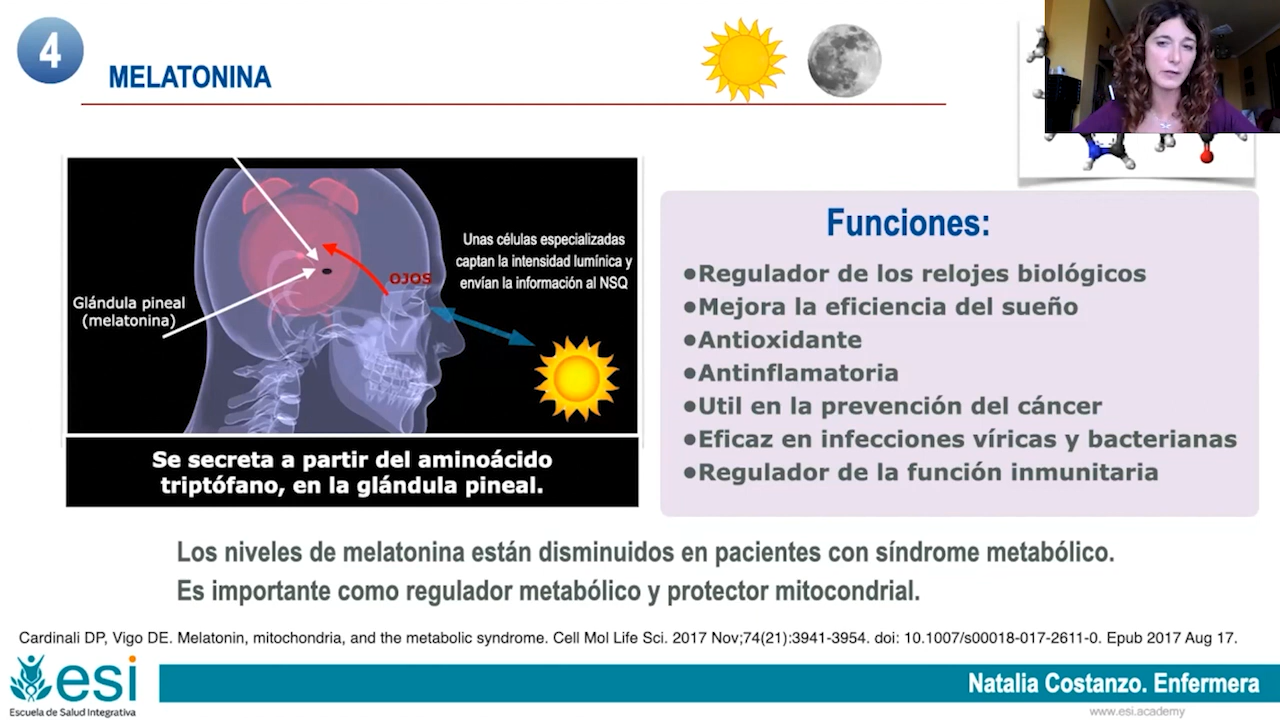 4
MELATONINA
Unas células especializadas
captan la intensidad lumínica y
envían la información al NSQ
OJOS
Glándula pineal
(melatonina)
Se secreta a partir del aminoácido
triptófano, en la glándula pineal.
Funciones:
●Regulador de los relojes biológicos
●Mejora la eficiencia del sueño
●Antioxidante
●Antinflamatoria
●Util en la prevención del cáncer
●Eficaz en infecciones víricas y bacterianas
●Regulador de la función inmunitaria
Los niveles de melatonina están disminuidos en pacientes con síndrome metabólico.
Es importante como regulador metabólico y protector mitocondrial.
Cardinali DP, Vigo DE. Melatonin, mitochondria, and the metabolic syndrome. Cell Mol Life Sci. 2017 Nov;74(21):3941-3954. doi: 10.1007/s00018-017-2611-0. Epub 2017 Aug 17.
esi
Escuela de Salud Integrativa
Natalia Costanzo. Enfermera
www.esi.academy